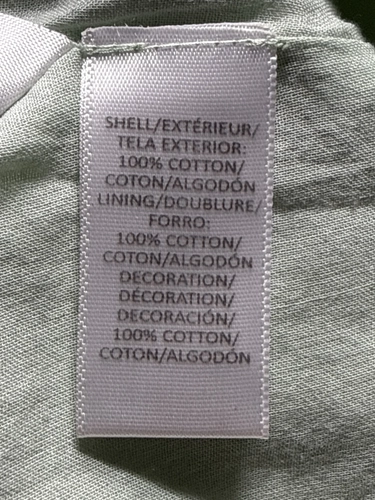 SHELL/EXTÉRIEUR/
TELA EXTERIOR:
100% COTTON/
COTON/ALGODÓN
LINING/DOUBLURE/
FORRO:
100% COTTON/
COTON/ALGODÓN
DECORATION/
DÉCORATION/
DECORACIÓN/
100% COTTON/
COTON/ALGODÓN